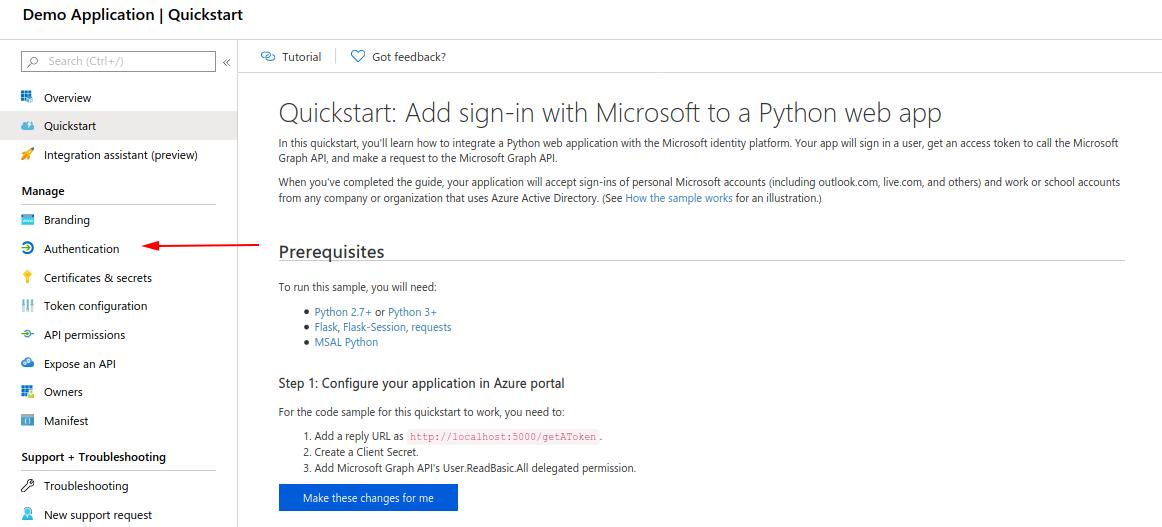 Demo Application | Quickstart
Search (Ctrl+/)
«
Overview
Quickstart
Integration assistant (preview)
Manage
Branding
Authentication
Certificates & secrets
Token configuration
API permissions
Expose an API
Owners
Manifest
Support + Troubleshooting
Troubleshooting
New support request
Tutorial
Got feedback?
Quickstart: Add sign-in with Microsoft to a Python web app
In this quickstart, you'll learn how to integrate a Python web application with the Microsoft identity platform. Your app will sign in a user, get an access token to call the Microsoft
Graph API, and make a request to the Microsoft Graph API.
When you've completed the guide, your application will accept sign-ins of personal Microsoft accounts (including outlook.com, live.com, and others) and work or school accounts
from any company or organization that uses Azure Active Directory. (See How the sample works for an illustration.)
Prerequisites
To run this sample, you will need:
• Python 2.7+ or Python 3+
• Flask, Flask-Session, requests
• MSAL Python
Step 1: Configure your application in Azure portal
For the code sample for this quickstart to work, you need to:
1. Add a reply URL as http://localhost:5000/getAToken.
2. Create a Client Secret.
3. Add Microsoft Graph API's User.ReadBasic.All delegated permission.
Make these changes for me